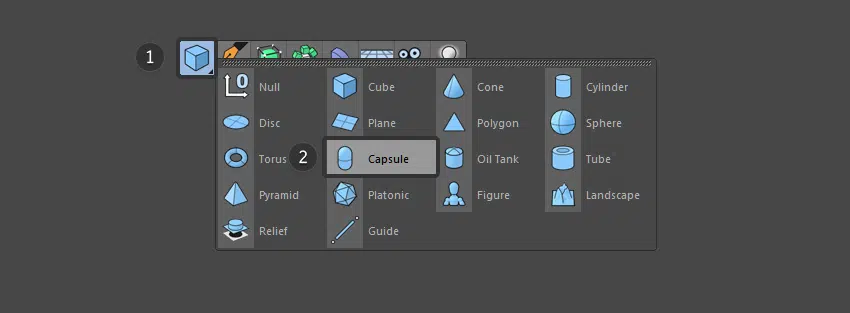 1
0
Null Cube Cone Cylinder
Disc Plane Polygon Sphere
Torus 2 Capsule Oil Tank Tube
Pyramid Platonic Figure Landscape
Relief Guide